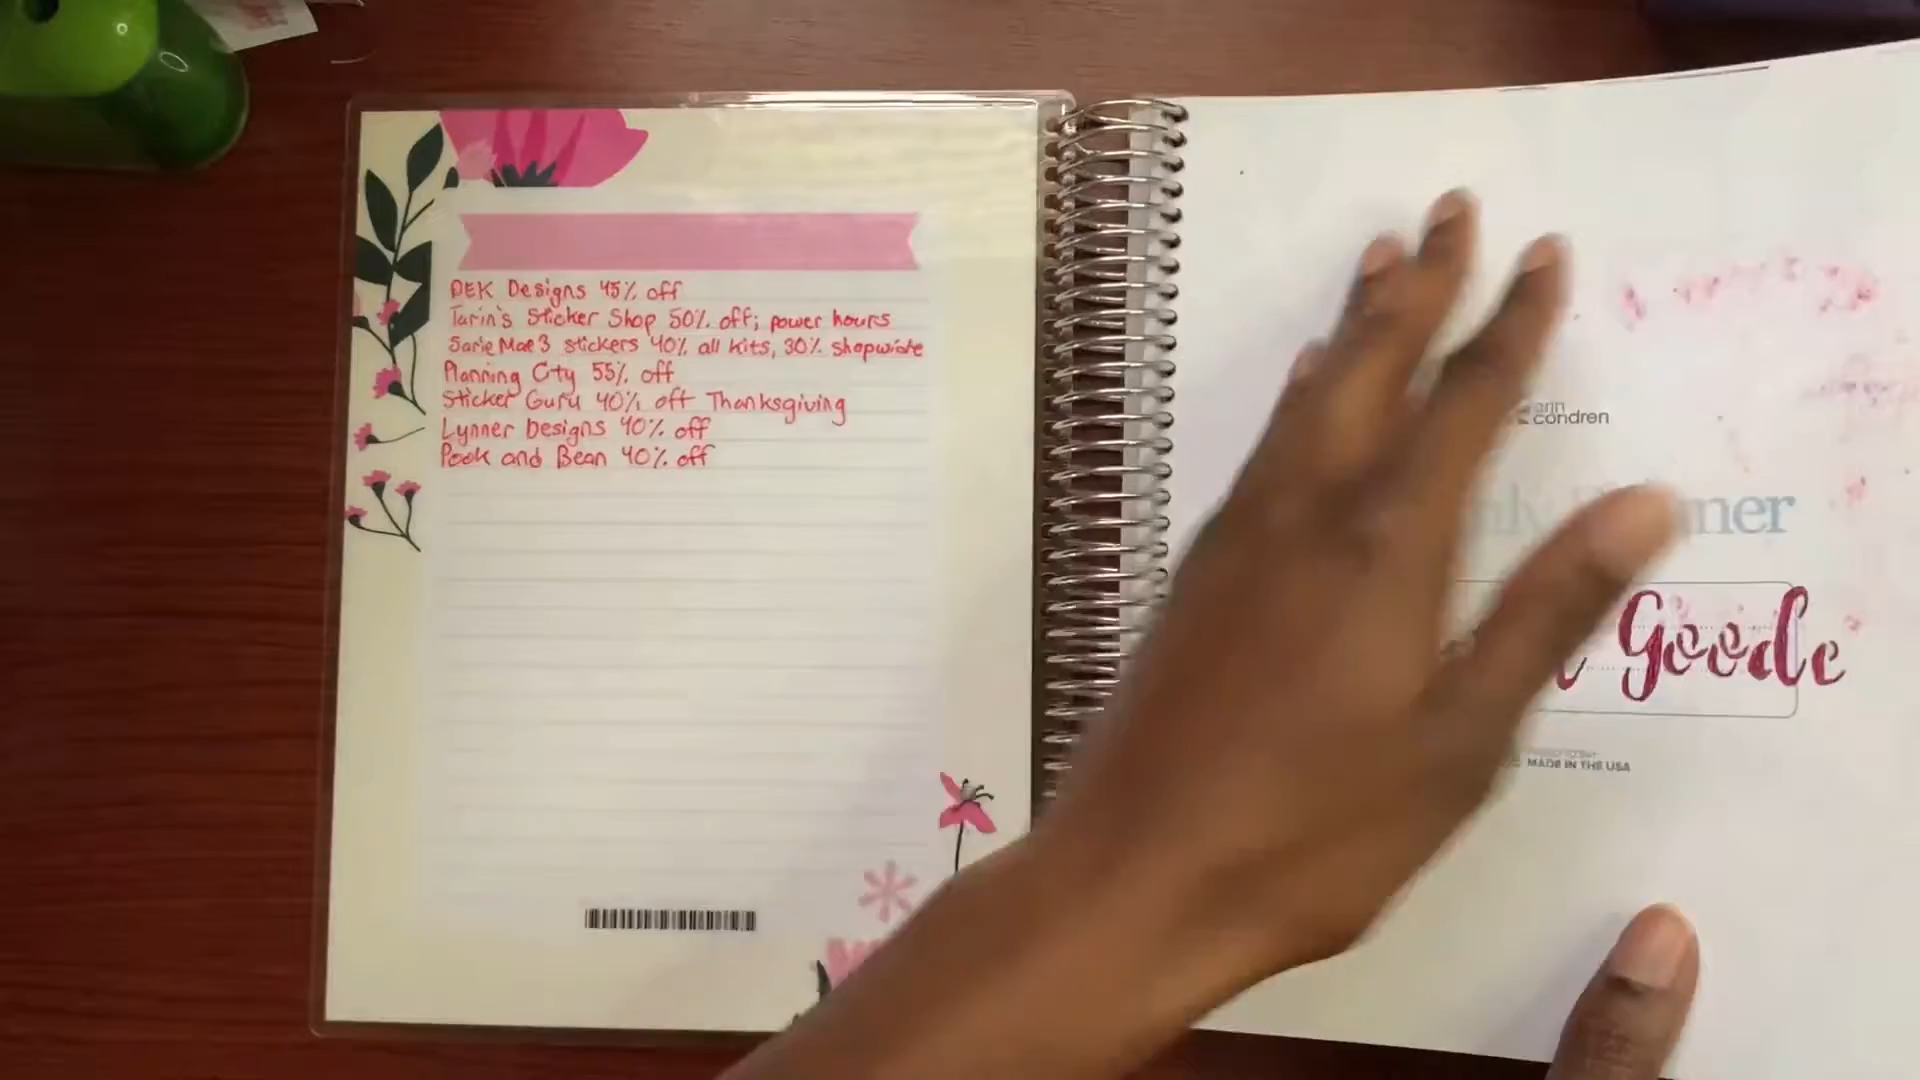 DEK Designs 45% off
Tarin's Sticker Shop 50% off; power hours
Sarie Mae 3 stickers 40% all kits, 30% shopwide
Planning City 55% off
Sticker Guru 40% off Thanksgiving
Lynner Designs 40% off
Pook and Bean 40% off
erin
condren
Goode
MADE IN THE USA